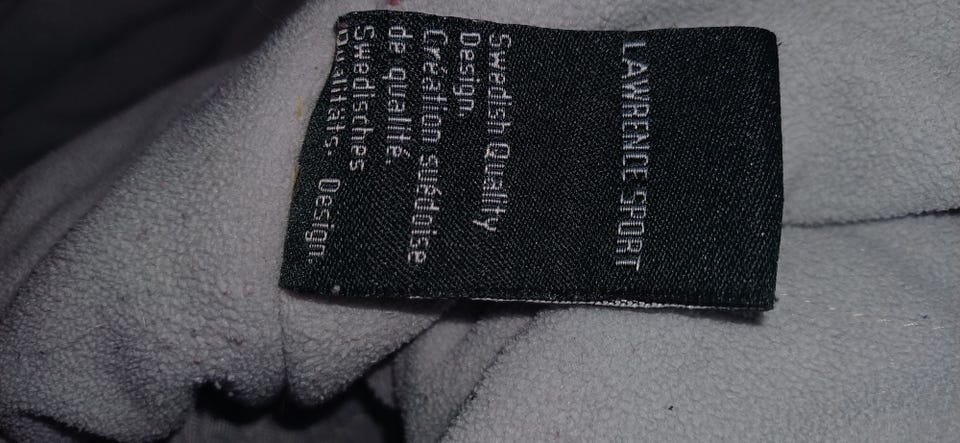 LAWRENCE SPORT
Swedish Quality
Design.
Création suédoise
de qualité.
Swedisches
Qualitäts- Design.